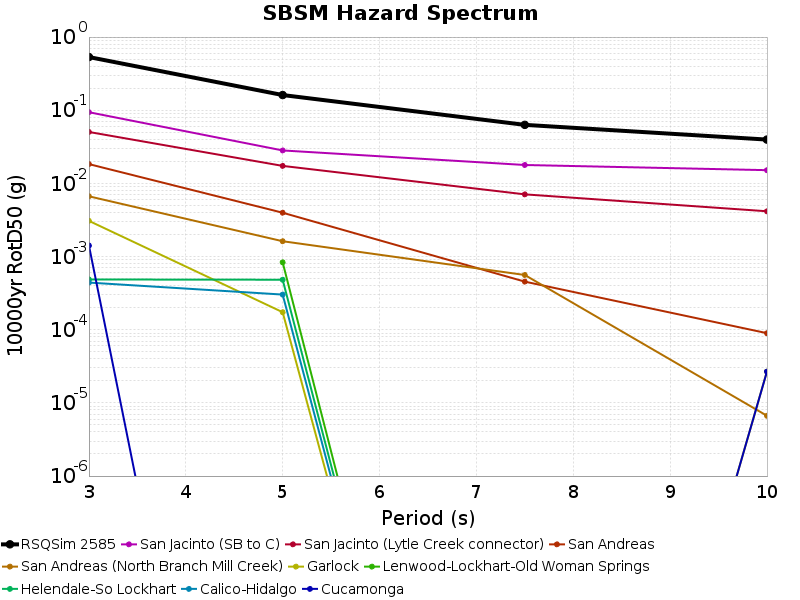 SBSM Hazard Spectrum
10000yr RotD50 (g)
10^0
10^-1
10^-2
10^-3
10^-4
10^-5
10^-6
3 4 5 6 7 8 9 10
Period (s)
RSQSim 2585 San Jacinto (SB to C) San Jacinto (Lytle Creek connector) San Andreas
San Andreas (North Branch Mill Creek) Garlock Lenwood-Lockhart-Old Woman Springs
Helendale-So Lockhart Calico-Hidalgo Cucamonga